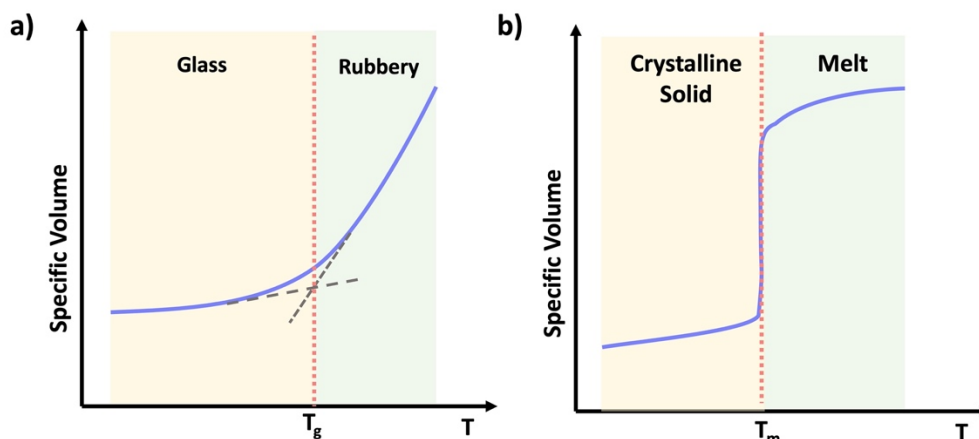 a)
Glass
Rubbery
Specific Volume
Tg
T
b)
Crystalline
Solid
Melt
Specific Volume
Tm
T